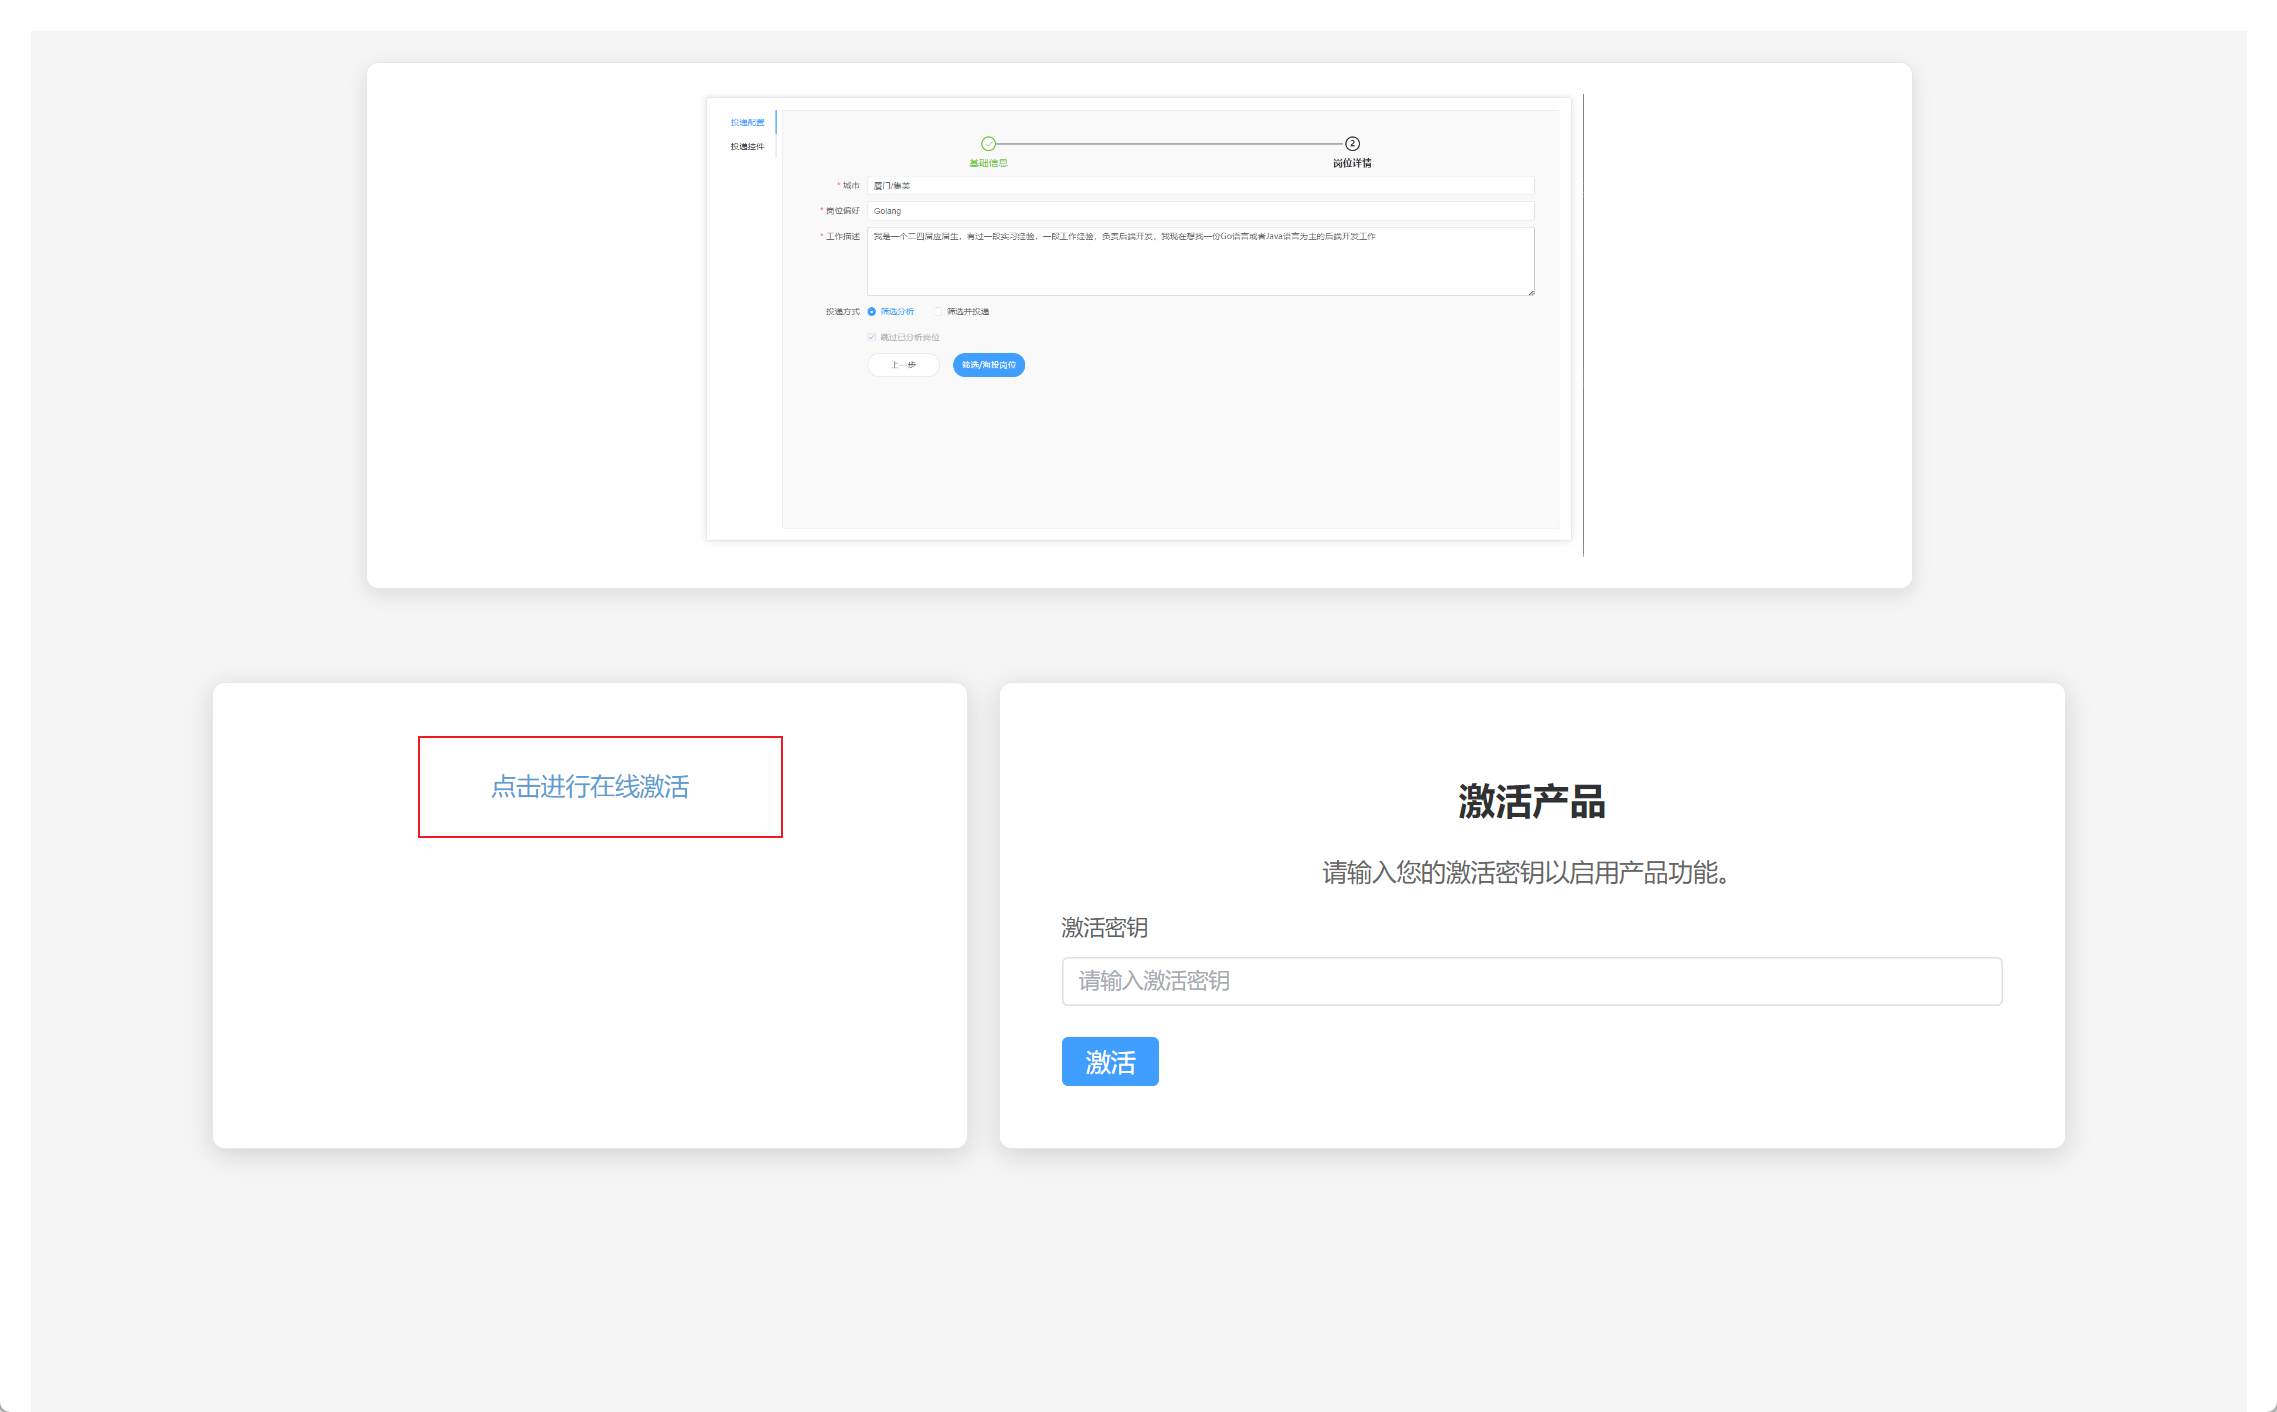 投递配置
投递控件
2
基础信息
岗位详情
* 城市
厦门/集美
* 岗位偏好
Golang
* 工作描述
我是一个二四届应届生，有过一段实习经验，一段工作经验，负责后端开发，我现在想找一份Go语言或者Java语言为主的后端开发工作
投递方式
筛选分析
筛选并投递
跳过已分析岗位
上一步
筛选/海投岗位
点击进行在线激活
激活产品
请输入您的激活密钥以启用产品功能。
激活密钥
请输入激活密钥
激活